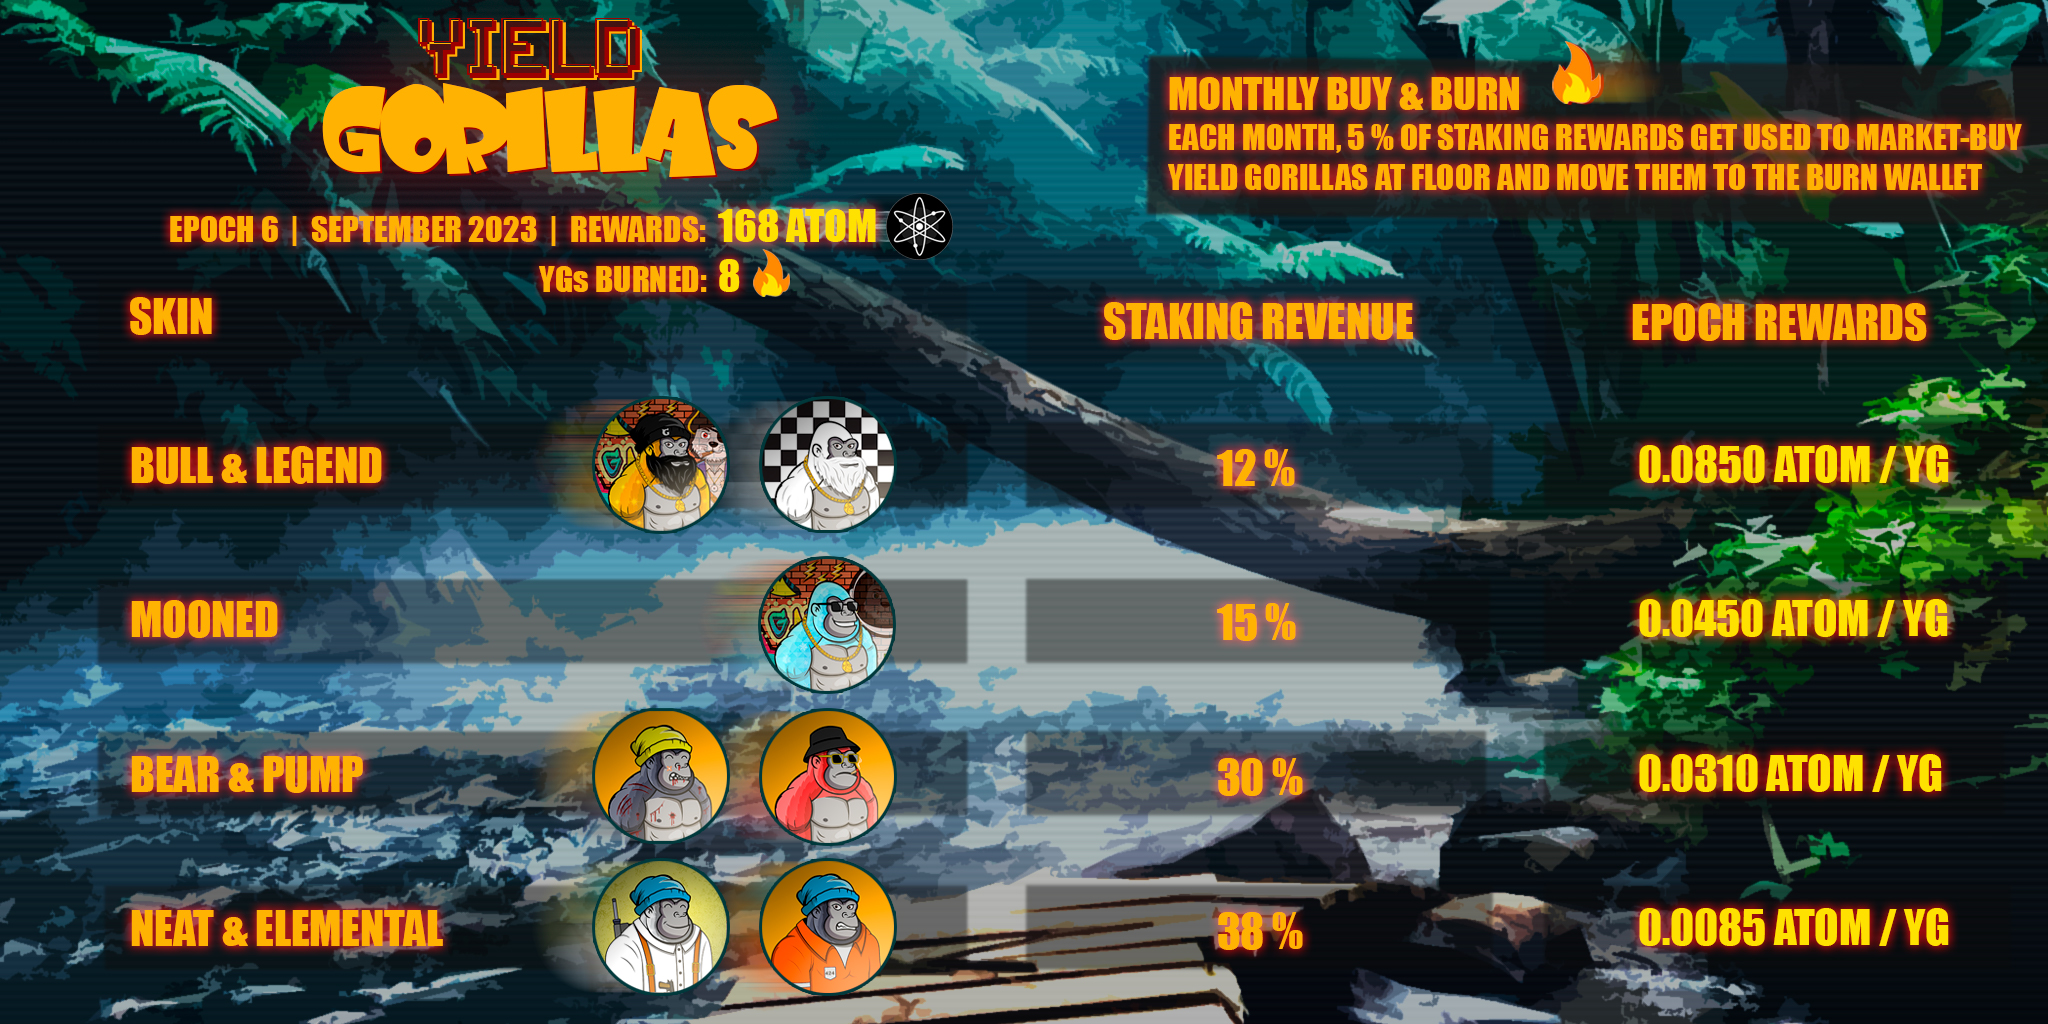 YIELD
GORILLAS
MONTHLY BUY & BURN
EACH MONTH, 5 % OF STAKING REWARDS GET USED TO MARKET-BUY
YIELD GORILLAS AT FLOOR AND MOVE THEM TO THE BURN WALLET
EPOCH 6 | SEPTEMBER 2023 | REWARDS: 168 ATOM
YGs BURNED: 8
SKIN STAKING REVENUE EPOCH REWARDS
BULL & LEGEND 12 % 0.0850 ATOM / YG
MOONED 15 % 0.0450 ATOM / YG
BEAR & PUMP 30 % 0.0310 ATOM / YG
NEAT & ELEMENTAL 38 % 0.0085 ATOM / YG